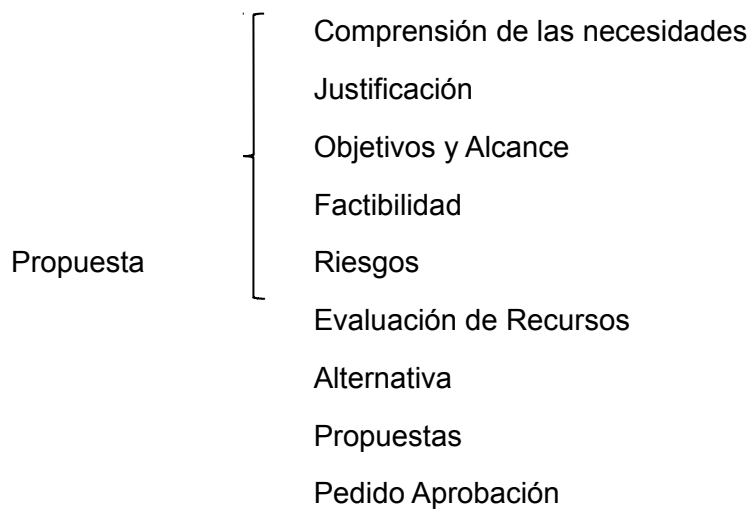 Comprensión de las necesidades
Justificación
Objetivos y Alcance
Factibilidad
Propuesta Riesgos
Evaluación de Recursos
Alternativa
Propuestas
Pedido Aprobación